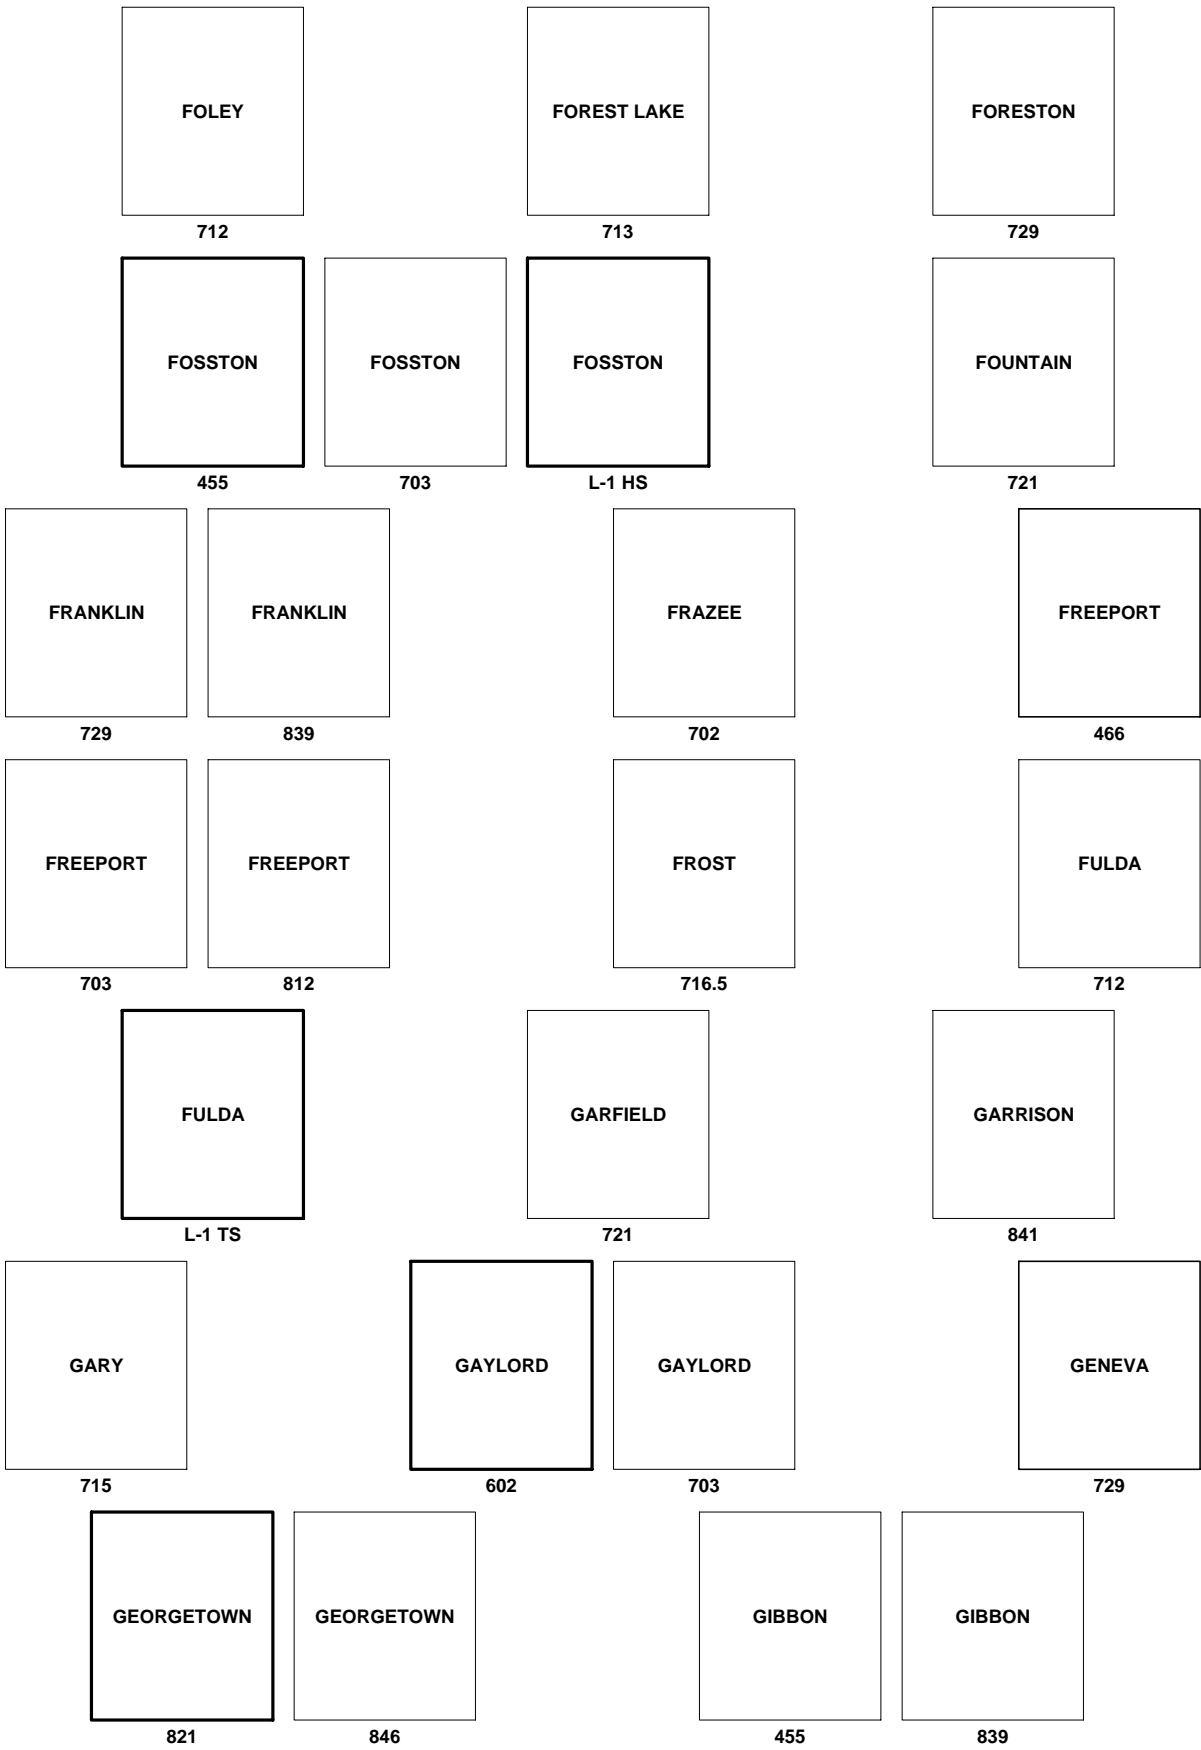 FOLEY
FOREST LAKE
FORESTON
712
713
729
FOSSTON
FOSSTON
FOSSTON
FOUNTAIN
455
703
L-1 HS
721
FRANKLIN
FRANKLIN
FRAZEE
FREEPORT
729
839
702
466
FREEPORT
FREEPORT
FROST
FULDA
703
812
716.5
712
FULDA
GARFIELD
GARRISON
L-1 TS
721
841
GARY
GAYLORD
GAYLORD
GENEVA
715
602
703
729
GEORGETOWN
GEORGETOWN
GIBBON
GIBBON
821
846
455
839